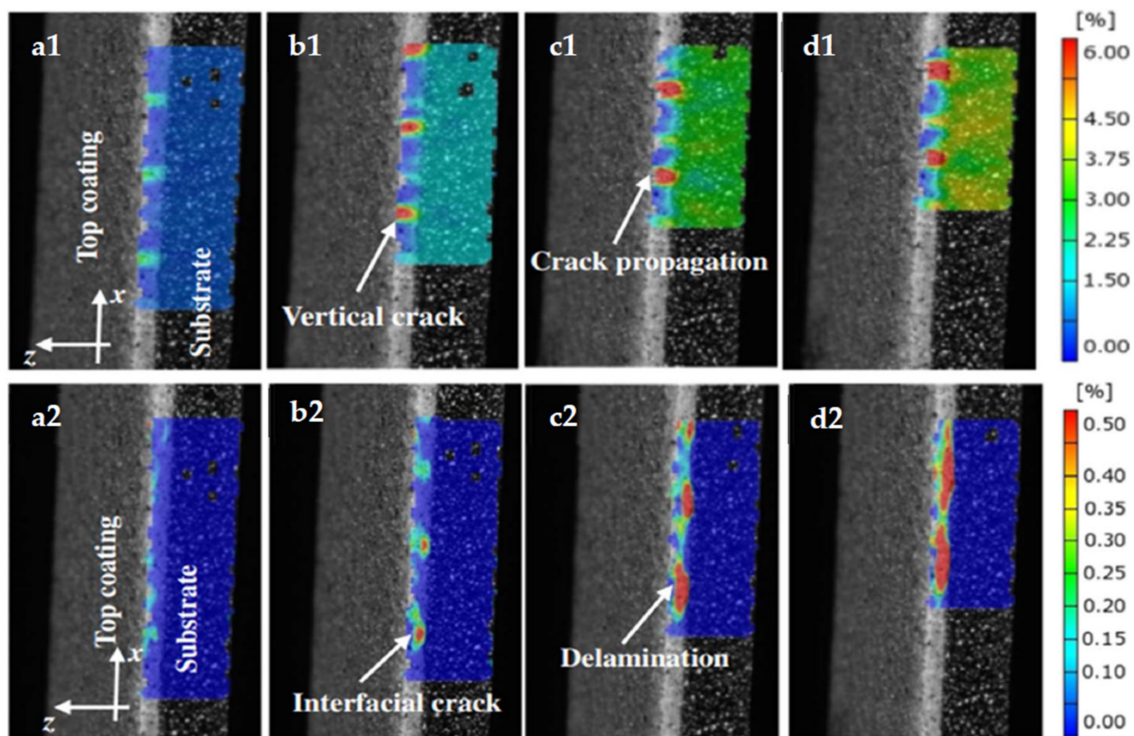 a1
b1
c1
d1
[%]
6.00
4.50
3.75
3.00
2.25
1.50
0.00
Top coating
Substrate
x
z
Vertical crack
Crack propagation
a2
b2
c2
d2
[%]
0.50
0.40
0.35
0.30
0.20
0.15
0.10
0.00
Top coating
Substrate
x
z
Interfacial crack
Delamination